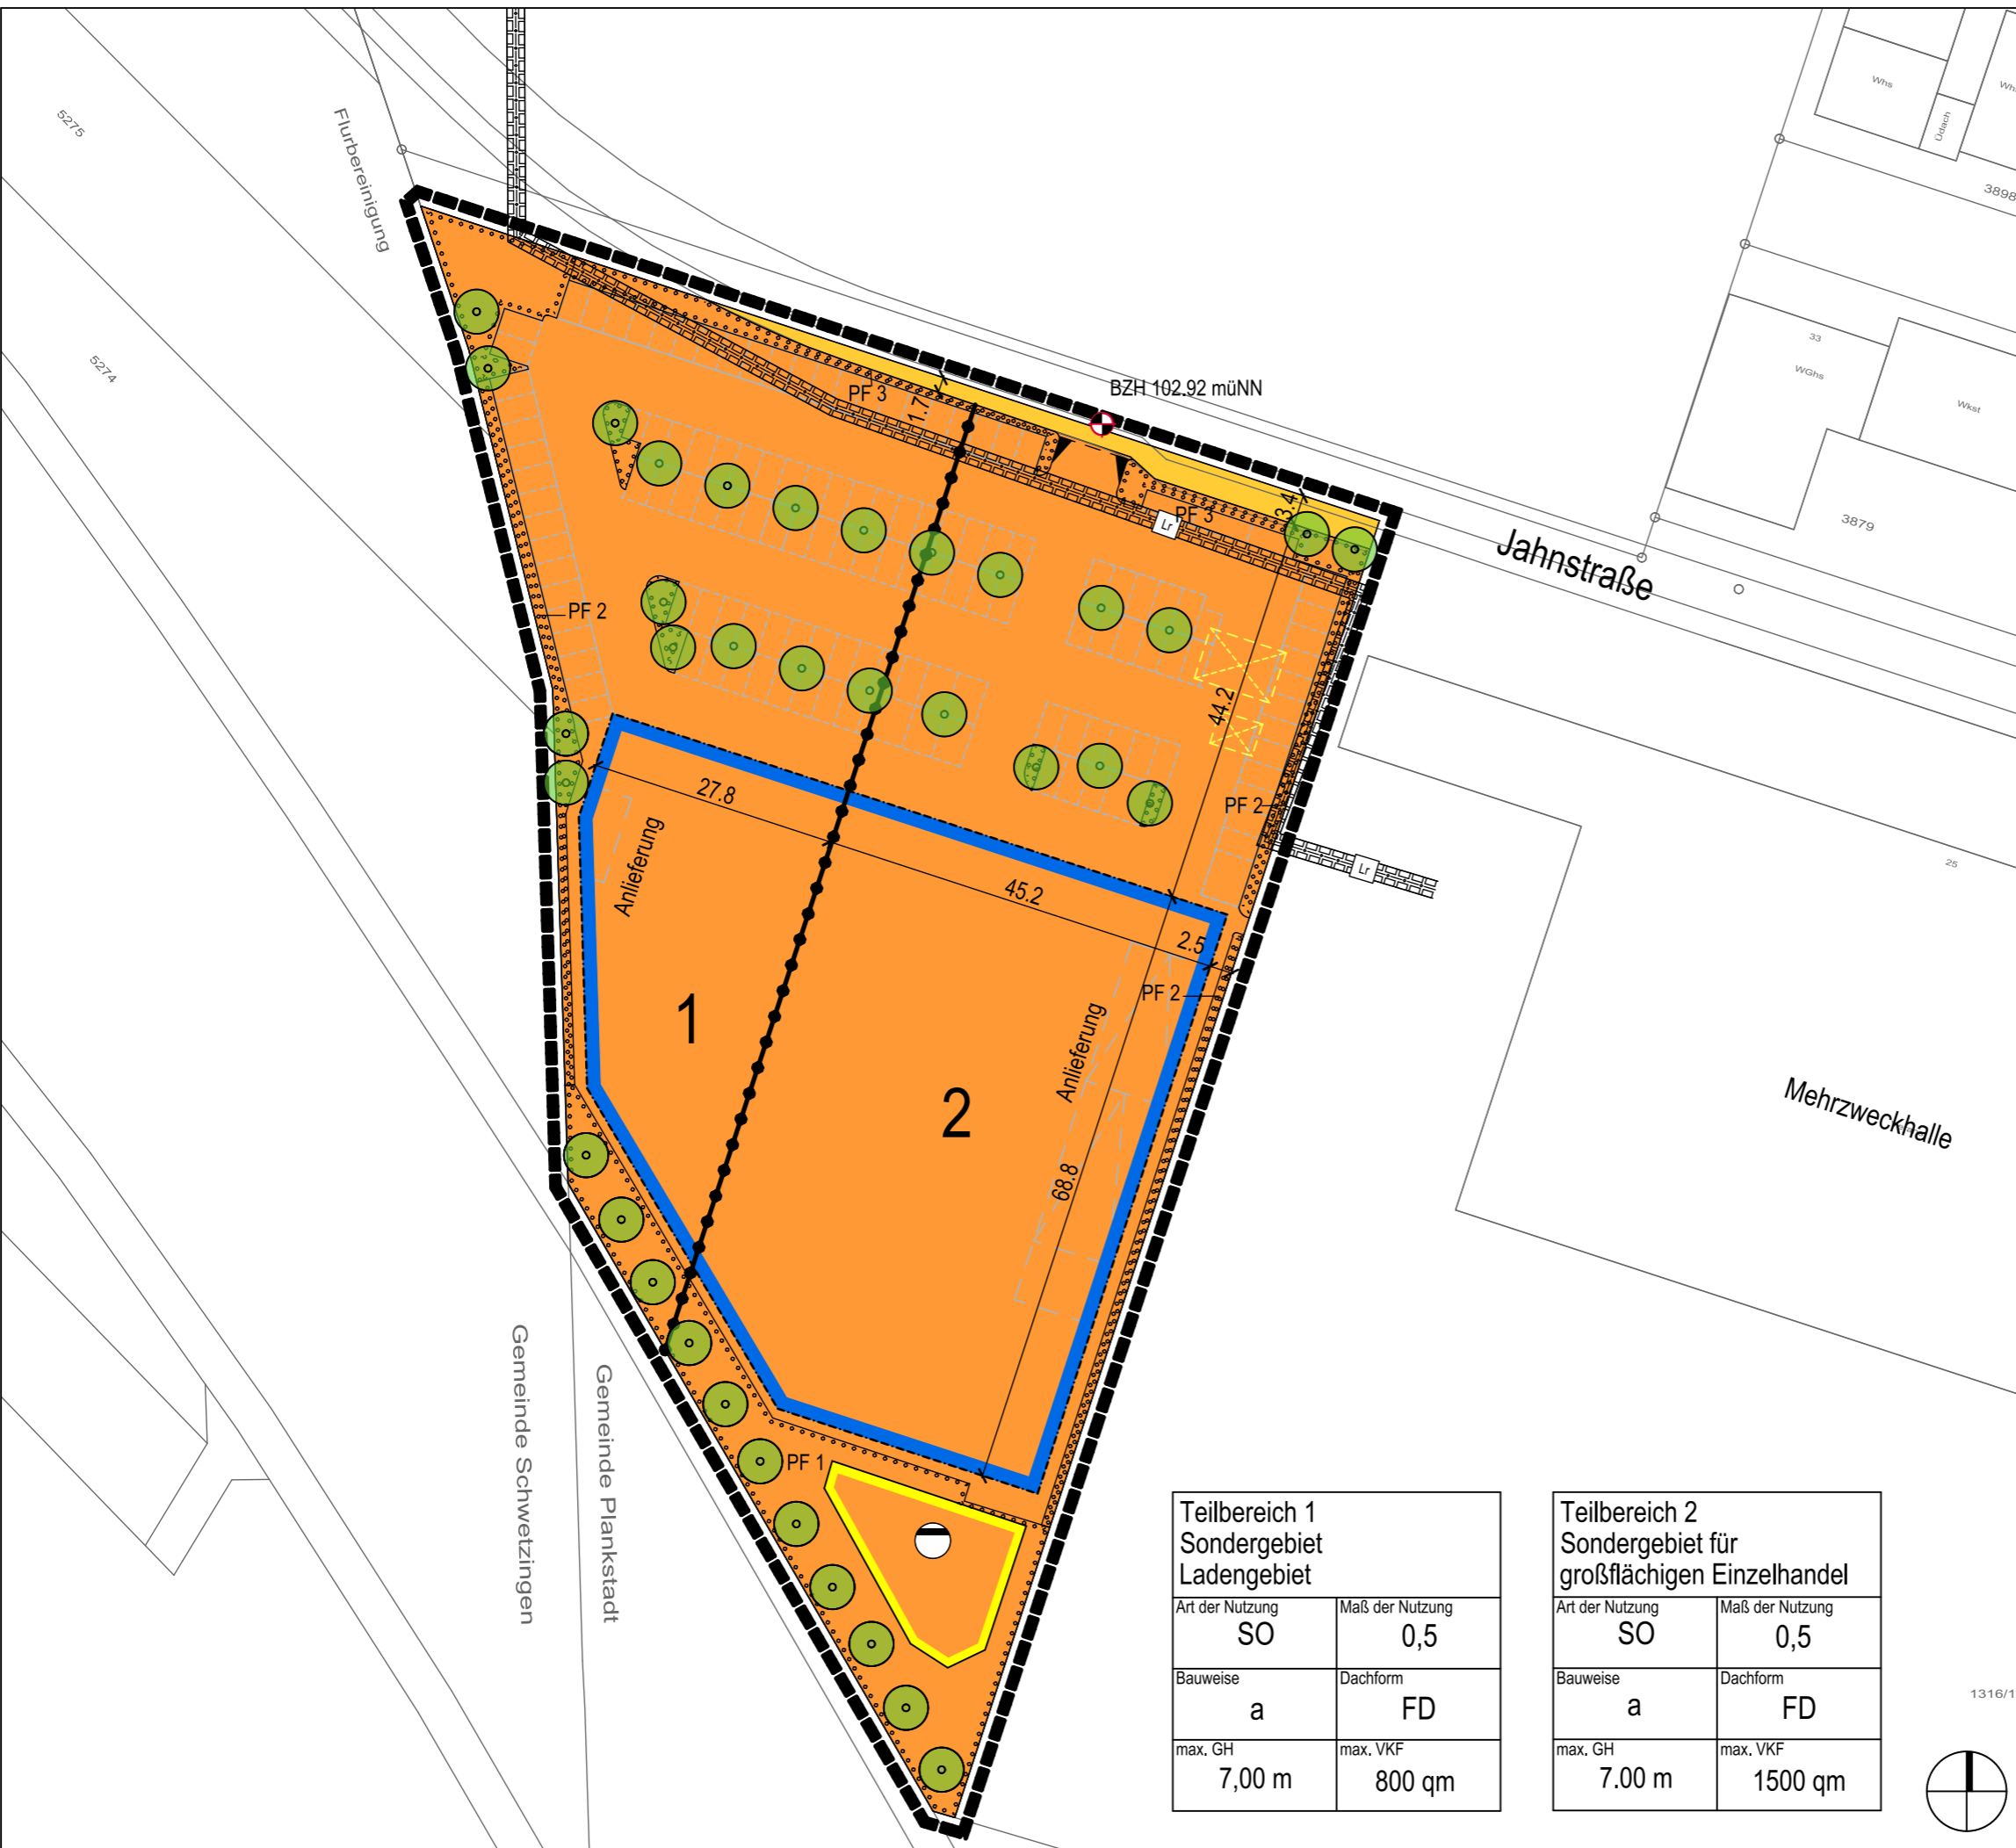 Whs
Üdach
5275
Flurbereinigung
3898
33
WGhs
Wkst
5274
BZH 102.92 müNN
PF 3
1.7
3.4
PF 3
Lr
3879
Jahnstraße
PF 2
44.2
27.8
PF 2
Anlieferung
Lr
25
45.2
2.5
PF 2
1
Anlieferung
2
Mehrzweckhalle
68.8
Gemeinde Schwetzingen
Gemeinde Plankstadt
PF 1
Teilbereich 1
Sondergebiet
Ladengebiet
Art der Nutzung
SO
Maß der Nutzung
0,5
Bauweise
a
Dachform
FD
max. GH
7,00 m
max. VKF
800 qm
Teilbereich 2
Sondergebiet für
großflächigen Einzelhandel
Art der Nutzung
SO
Maß der Nutzung
0,5
Bauweise
a
Dachform
FD
max. GH
7.00 m
max. VKF
1500 qm
1316/1